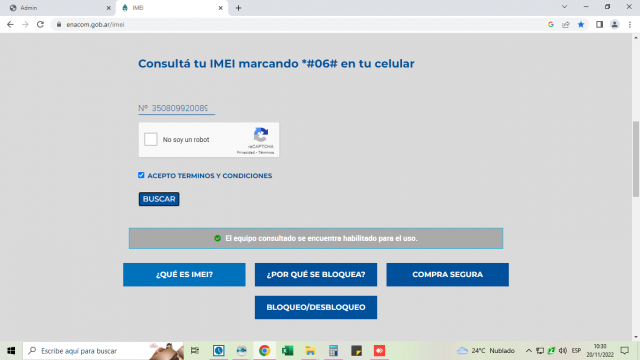 Admin
IMEI
enacom.gob.ar/imei
Consultá tu IMEI marcando *#06# en tu celular
Nº 35080992008
No soy un robot
reCAPTCHA
Privacidad - Términos
ACEPTO TERMINOS Y CONDICIONES
BUSCAR
El equipo consultado se encuentra habilitado para el uso.
¿QUÉ ES IMEI?
¿POR QUÉ SE BLOQUEA?
COMPRA SEGURA
BLOQUEO/DESBLOQUEO
Escribe aquí para buscar
24°C Nublado
ESP
10:30
20/11/2022